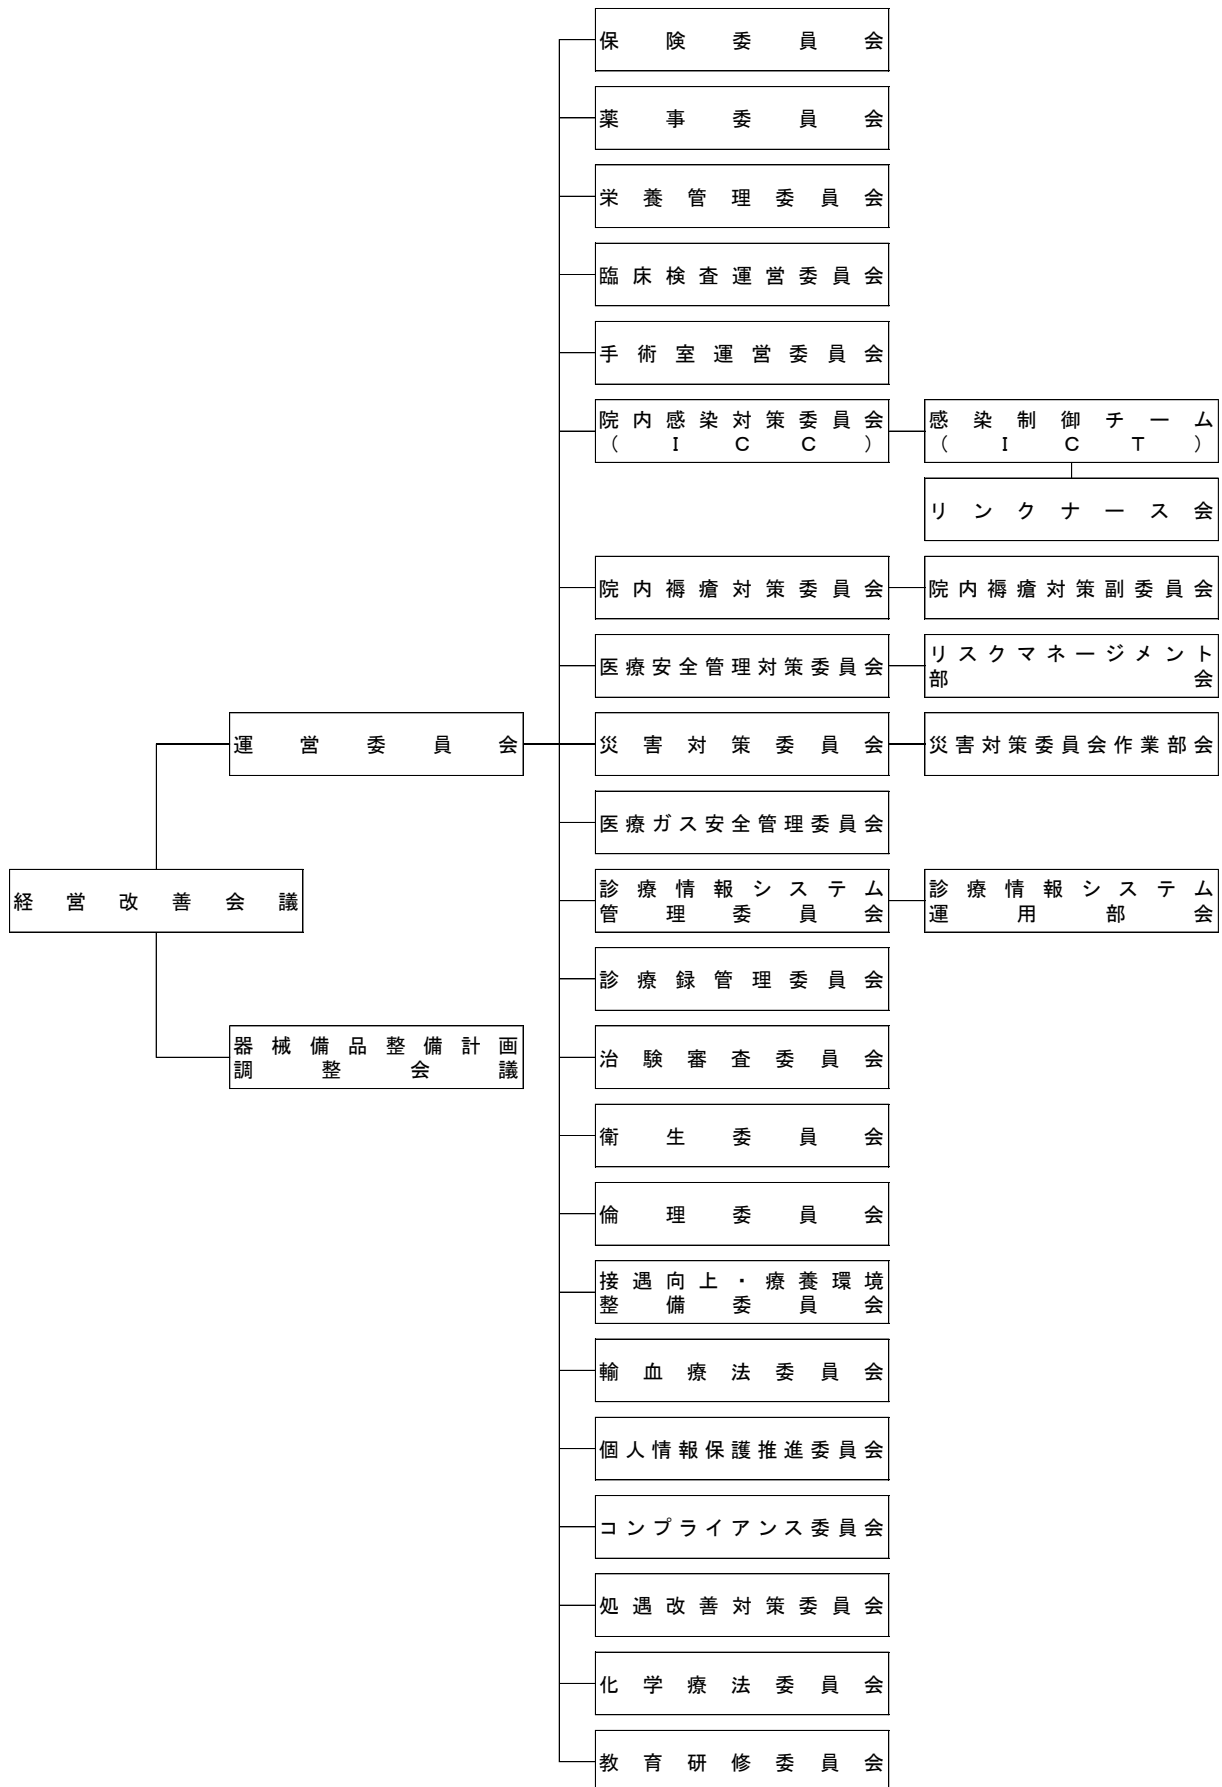 保険委員会
薬事委員会
栄養管理委員会
臨床検査運営委員会
手術室運営委員会
院内感染対策委員会
（ＩＣＣ）
感染制御チーム
（ＩＣＴ）
リンクナース会
院内褥瘡対策委員会
院内褥瘡対策副委員会
医療安全管理対策委員会
リスクマネージメント
部会
運営委員会
災害対策委員会
災害対策委員会作業部会
医療ガス安全管理委員会
経営改善会議
診療情報システム
管理委員会
診療情報システム
運用部会
診療録管理委員会
器械備品整備計画
調整会議
治験審査委員会
衛生委員会
倫理委員会
接遇向上・療養環境
整備委員会
輸血療法委員会
個人情報保護推進委員会
コンプライアンス委員会
処遇改善対策委員会
化学療法委員会
教育研修委員会